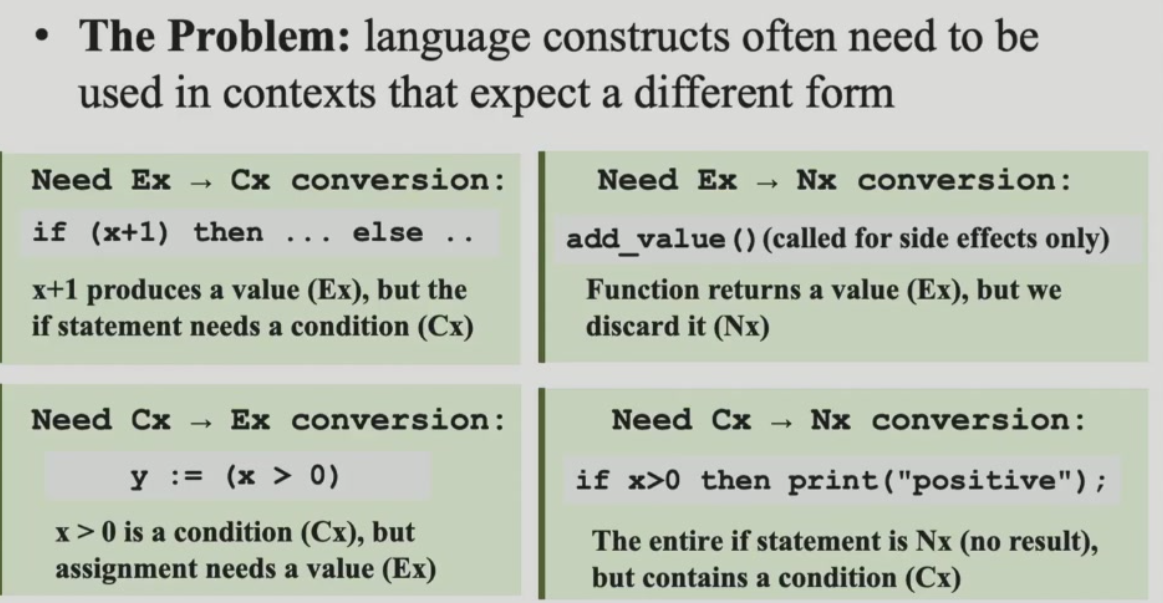 • The Problem: language constructs often need to be
used in contexts that expect a different form
Need Ex → Cx conversion:
if (x+1) then ... else ..
x+1 produces a value (Ex), but the
if statement needs a condition (Cx)
Need Ex → Nx conversion:
add_value() (called for side effects only)
Function returns a value (Ex), but we
discard it (Nx)
Need Cx → Ex conversion:
y := (x > 0)
x > 0 is a condition (Cx), but
assignment needs a value (Ex)
Need Cx → Nx conversion:
if x>0 then print("positive");
The entire if statement is Nx (no result),
but contains a condition (Cx)